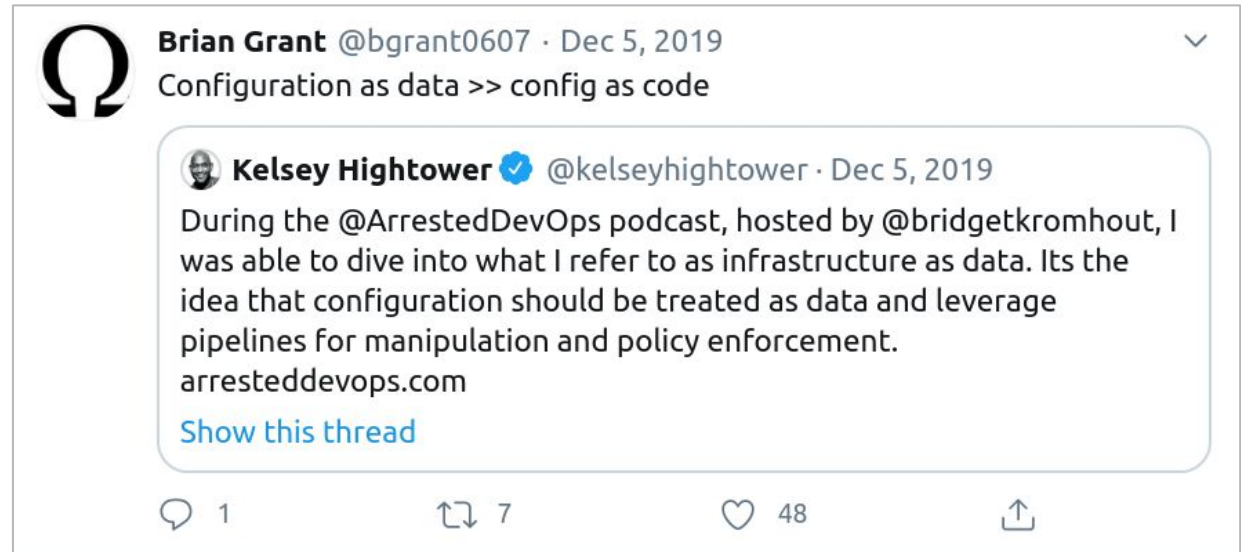 Brian Grant @bgrant0607 · Dec 5, 2019
Configuration as data >> config as code
Kelsey Hightower @kelseyhightower · Dec 5, 2019
During the @ArrestedDevOps podcast, hosted by @bridgetkromhout, I
was able to dive into what I refer to as infrastructure as data. Its the
idea that configuration should be treated as data and leverage
pipelines for manipulation and policy enforcement.
arresteddevops.com
Show this thread
1 7 48